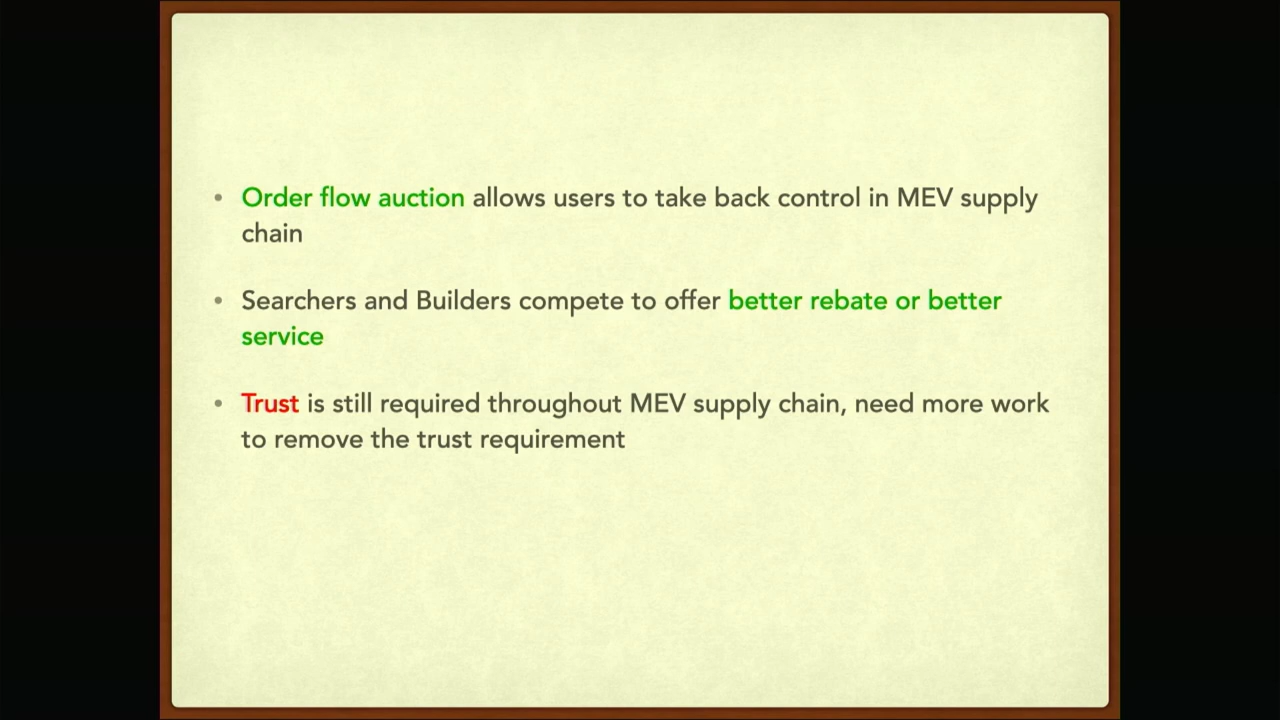 • Order flow auction allows users to take back control in MEV supply
chain
• Searchers and Builders compete to offer better rebate or better
service
• Trust is still required throughout MEV supply chain, need more work
to remove the trust requirement